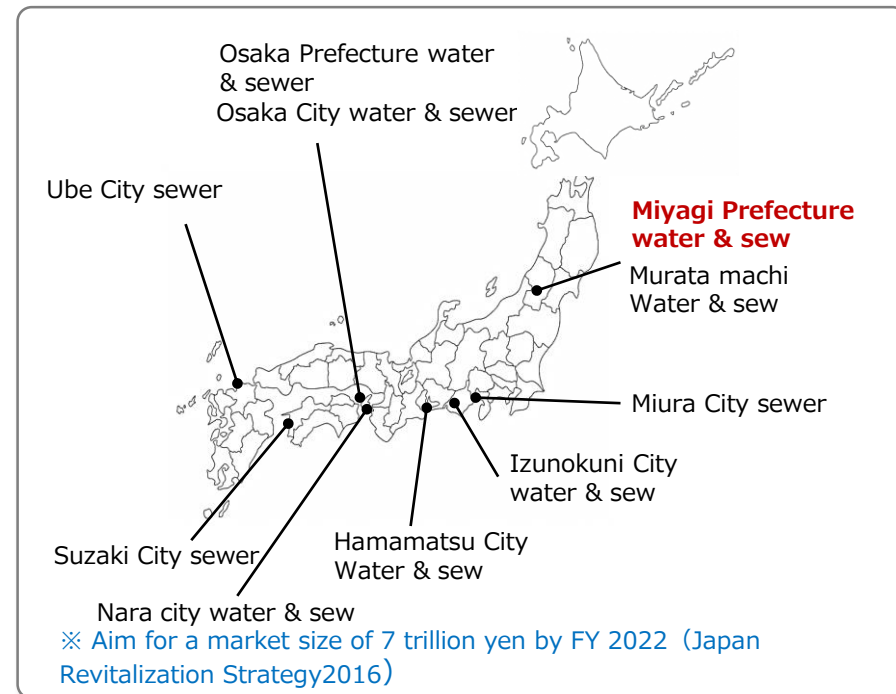 Osaka Prefecture water
& sewer
Osaka City water & sewer
Ube City sewer
Miyagi Prefecture
water & sew
Murata machi
Water & sew
Miura City sewer
Izunokuni City
water & sew
Hamamatsu City
Water & sew
Suzaki City sewer
Nara city water & sew
※ Aim for a market size of 7 trillion yen by FY 2022（Japan
Revitalization Strategy2016）